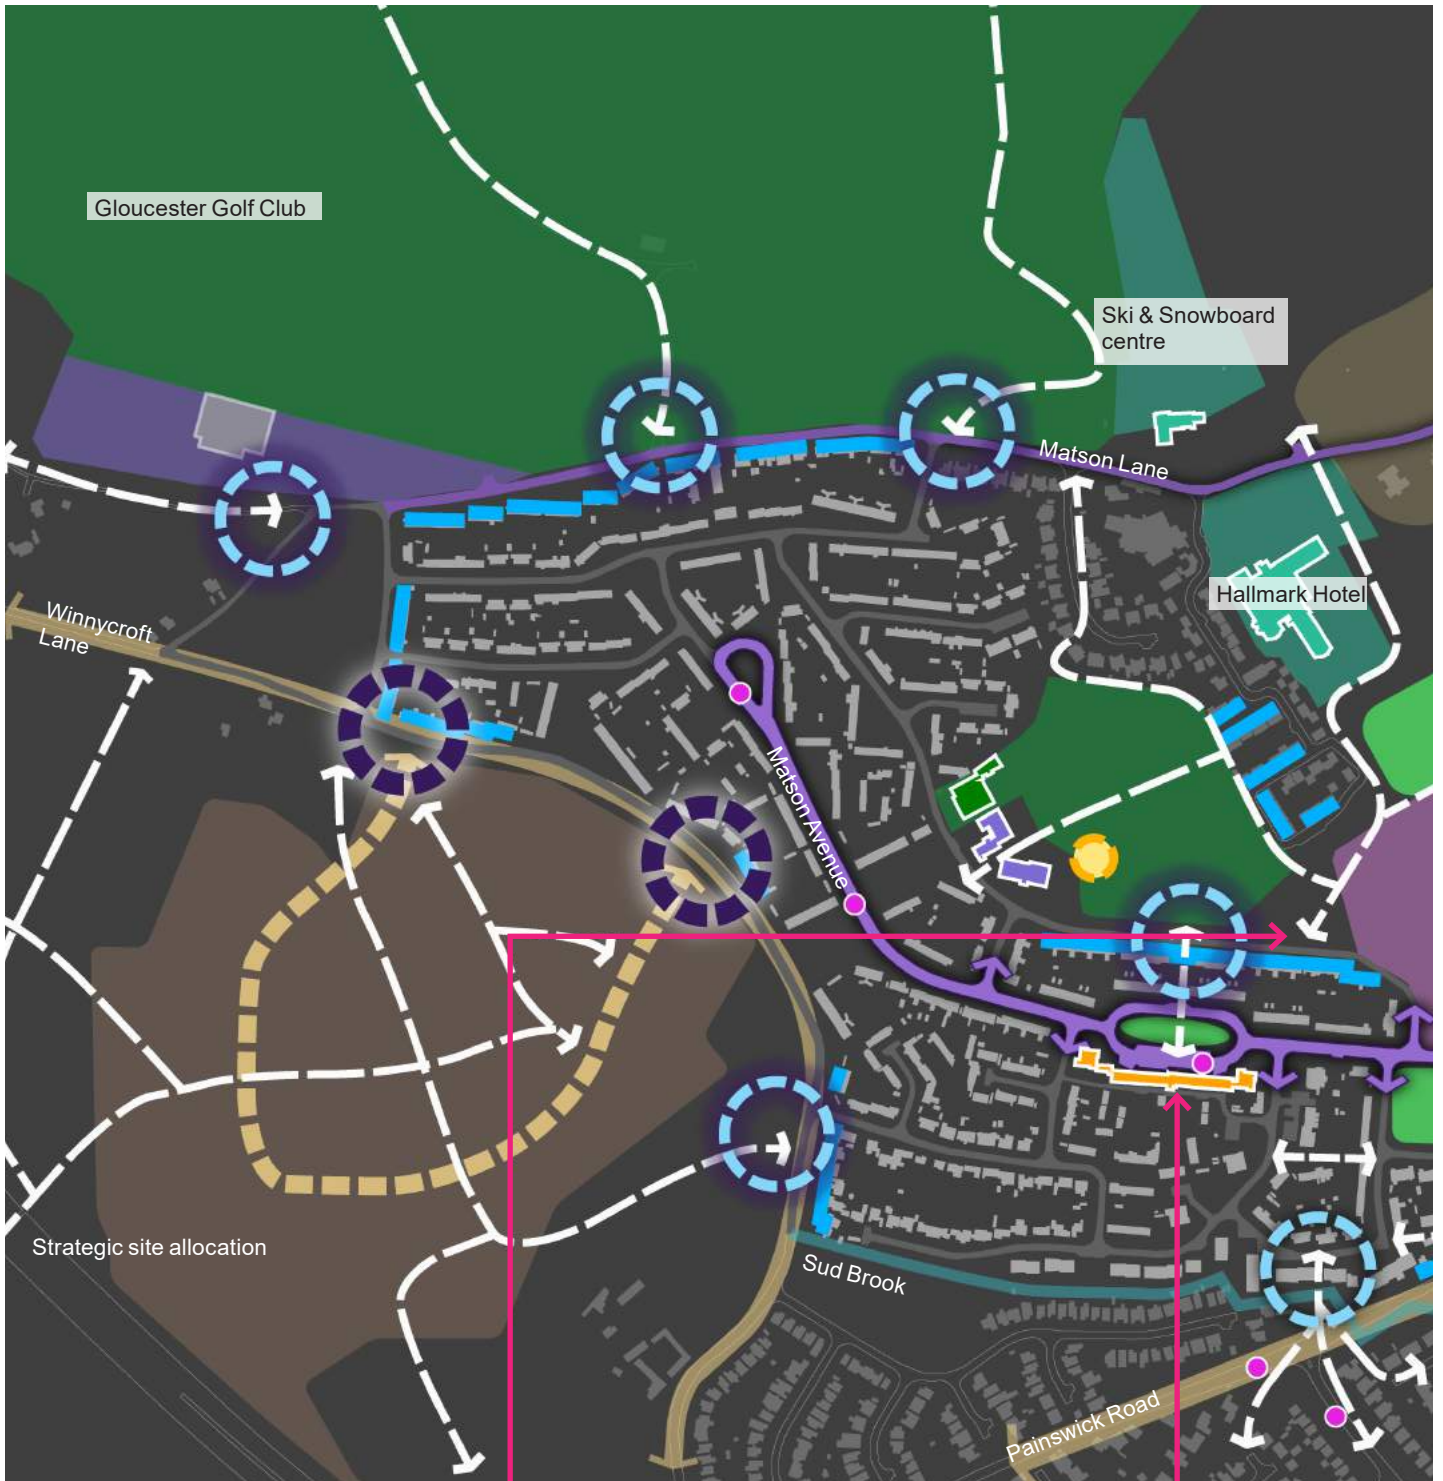 Gloucester Golf Club
Ski & Snowboard
centre
Matson Lane
Hallmark Hotel
Winnycroft
Lane
Matson Avenue
Strategic site allocation
Sud Brook
Painswick Road